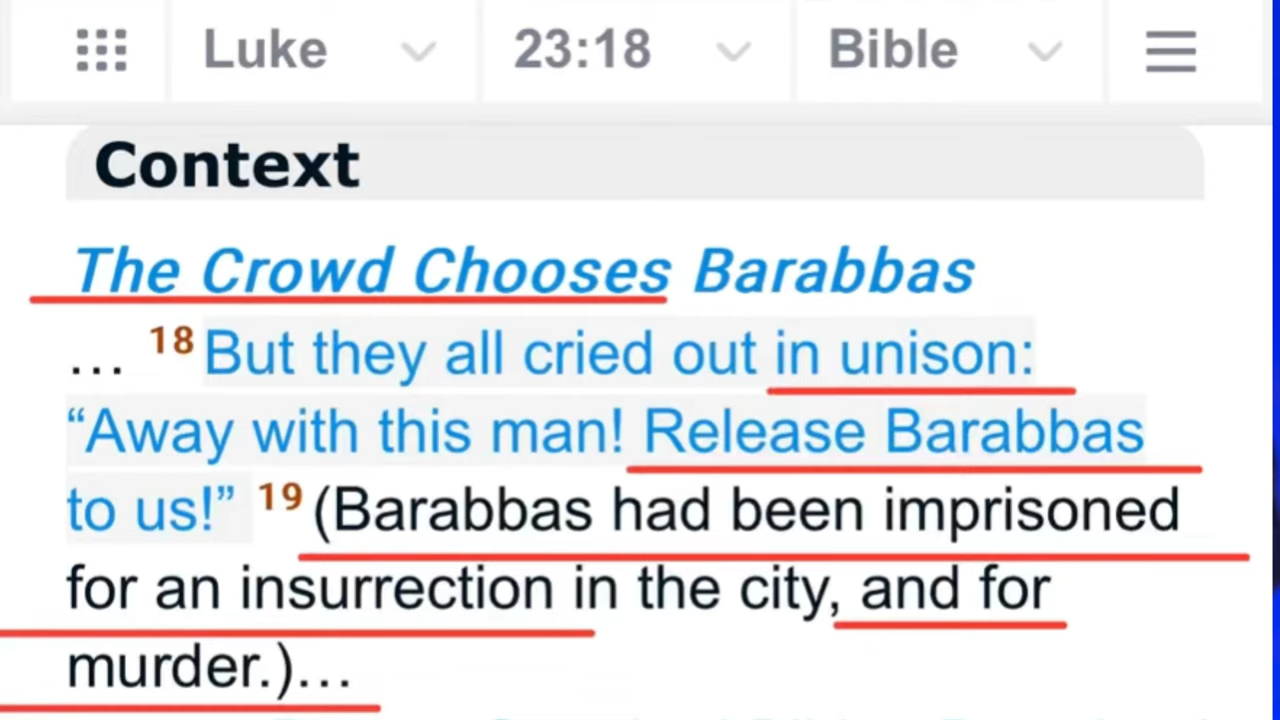 Luke 23:18 Bible
Context
The Crowd Chooses Barabbas
… 18 But they all cried out in unison:
“Away with this man! Release Barabbas
to us!” 19 (Barabbas had been imprisoned
for an insurrection in the city, and for
murder.)…